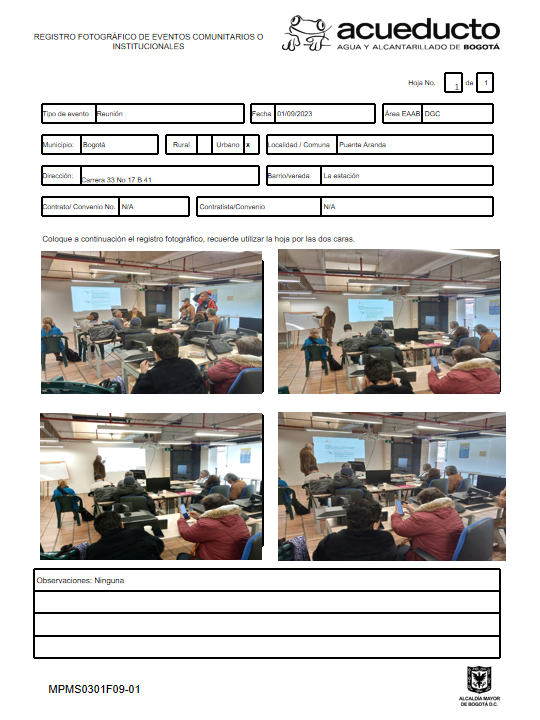 REGISTRO FOTOGRÁFICO DE EVENTOS COMUNITARIOS O
INSTITUCIONALES
acueducto
AGUA Y ALCANTARILLADO DE BOGOTÁ
Hoja No. 1 de 1
Tipo de evento Reunión Fecha 01/09/2023 Área EAAB DGC
Municipio: Bogotá Rural Urbano x Localidad / Comuna Puente Aranda
Dirección: Carrera 33 No 17 B 41 Barrio/vereda: La estación
Contrato/ Convenio No. N/A Contratista/Convenio N/A
Coloque a continuación el registro fotográfico, recuerde utilizar la hoja por las dos caras.
Observaciones: Ninguna
MPMS0301F09-01
ALCALDÍA MAYOR
DE BOGOTÁ D.C.